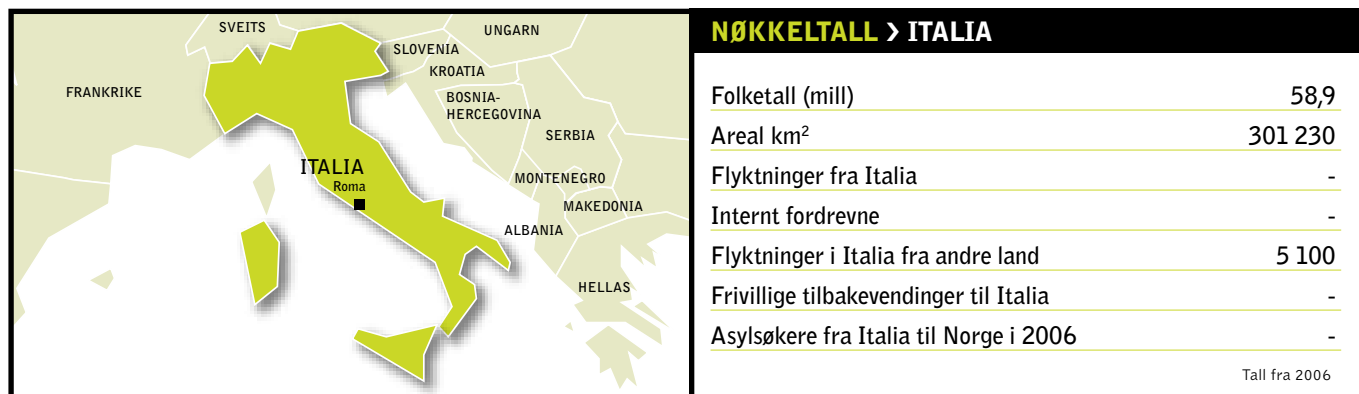 SVEITS
UNGARN
SLOVENIA
KROATIA
FRANKRIKE
BOSNIA-
HERCEGOVINA
SERBIA
ITALIA
Roma
MONTENEGRO
MAKEDONIA
ALBANIA
HELLAS
NØKKELTALL › ITALIA
Folketall (mill) 58,9
Areal km² 301 230
Flyktninger fra Italia -
Internt fordrevne -
Flyktninger i Italia fra andre land 5 100
Frivillige tilbakevendinger til Italia -
Asylsøkere fra Italia til Norge i 2006 -
Tall fra 2006